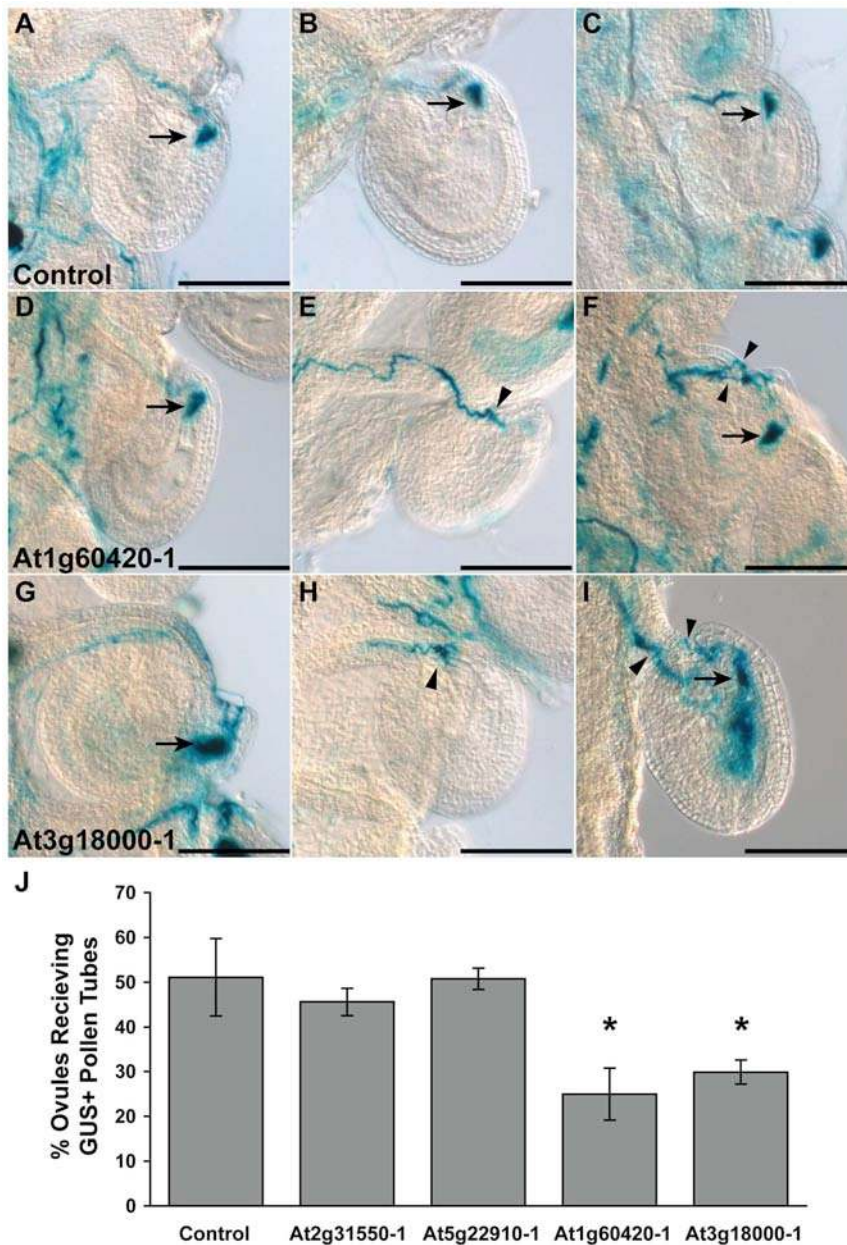 A
B
C
Control
D
E
F
At1g60420-1
G
H
I
At3g18000-1
J
% Ovules Recieving
GUS+ Pollen Tubes
70
60
50
40
30
20
10
0
*
*
Control
At2g31550-1
At5g22910-1
At1g60420-1
At3g18000-1